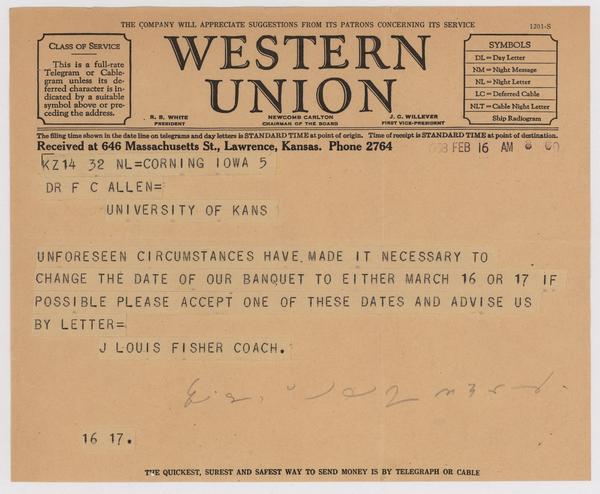 THE COMPANY WILL APPRECIATE SUGGESTIONS FROM ITS PATRONS CONCERNING ITS SERVICE
1201-S
CLASS OF SERVICE
This is a full-rate
Telegram or Cable-
gram unless its de-
ferred character is in-
dicated by a suitable
symbol above or pre-
ceding the address.
WESTERN
UNION
R. B. WHITE
PRESIDENT
NEWCOMB CARLTON
CHAIRMAN OF THE BOARD
J. C. WILLEVER
FIRST VICE-PRESIDENT
SYMBOLS
DL = Day Letter
NM = Night Message
NL = Night Letter
LC = Deferred Cable
NLT = Cable Night Letter
Ship Radiogram
The filing time shown in the date line on telegrams and day letters is STANDARD TIME at point of origin. Time of receipt is STANDARD TIME at point of destination.
Received at 646 Massachusetts St., Lawrence, Kansas. Phone 2764
FEB 16 AM
KZ14 32 NL=CORNING IOWA 5
DR F C ALLEN=
UNIVERSITY OF KANS
UNFORESEEN CIRCUMSTANCES HAVE MADE IT NECESSARY TO
CHANGE THE DATE OF OUR BANQUET TO EITHER MARCH 16 OR 17 IF
POSSIBLE PLEASE ACCEPT ONE OF THESE DATES AND ADVISE US
BY LETTER=
J LOUIS FISHER COACH.
16 17.
THE QUICKEST, SUREST AND SAFEST WAY TO SEND MONEY IS BY TELEGRAPH OR CABLE